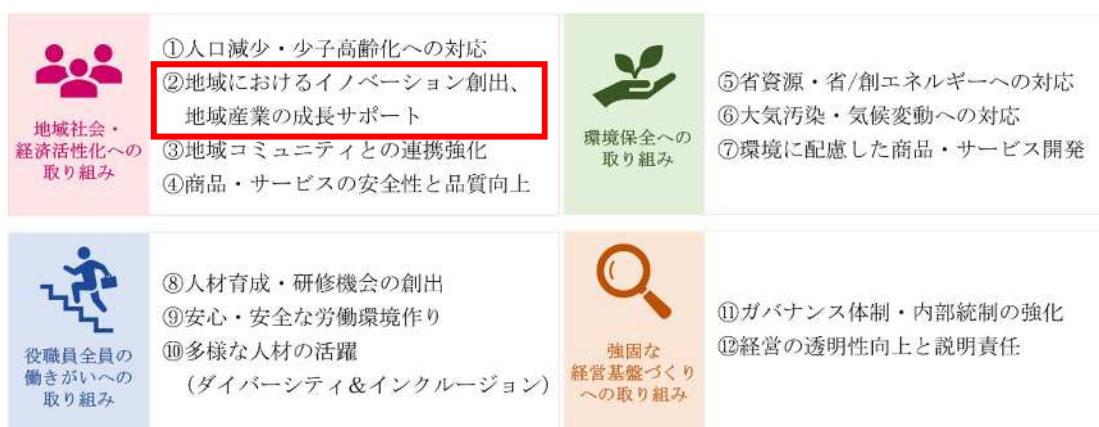 地域社会・
経済活性化への
取り組み
①人口減少・少子高齢化への対応
②地域におけるイノベーション創出、
地域産業の成長サポート
③地域コミュニティとの連携強化
④商品・サービスの安全性と品質向上
環境保全への
取り組み
⑤省資源・省/創エネルギーへの対応
⑥大気汚染・気候変動への対応
⑦環境に配慮した商品・サービス開発
役職員全員の
働きがいへの
取り組み
⑧人材育成・研修機会の創出
⑨安心・安全な労働環境作り
⑩多様な人材の活躍
（ダイバーシティ&インクルージョン）
強固な
経営基盤づくり
への取り組み
⑪ガバナンス体制・内部統制の強化
⑫経営の透明性向上と説明責任